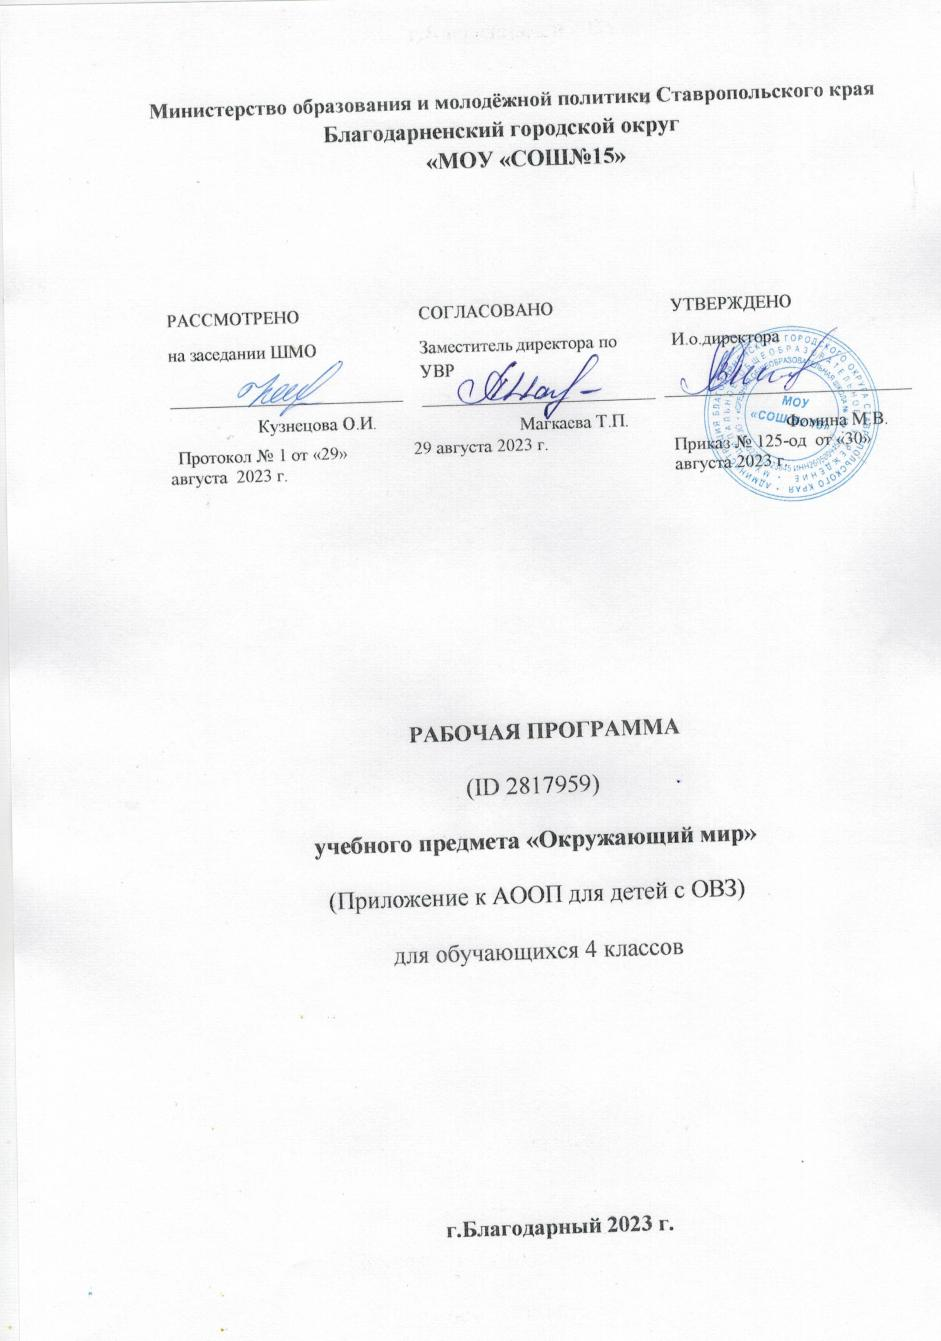 Министерство образования и молодёжной политики Ставропольского края
Благодарненский городской округ
«МОУ «СОШ№15»
РАССМОТРЕНО
на заседании ШМО
Кузнецова О.И.
Протокол № 1 от «29»
августа 2023 г.
СОГЛАСОВАНО
Заместитель директора по
УВР
Магкаева Т.П.
29 августа 2023 г.
УТВЕРЖДЕНО
И.о.директора
Фомина М.В.
Приказ № 125-од от «30»
августа 2023 г.
МОУ
РАБОЧАЯ ПРОГРАММА
(ID 2817959)
учебного предмета «Окружающий мир»
(Приложение к АООП для детей с ОВЗ)
для обучающихся 4 классов
г.Благодарный 2023 г.